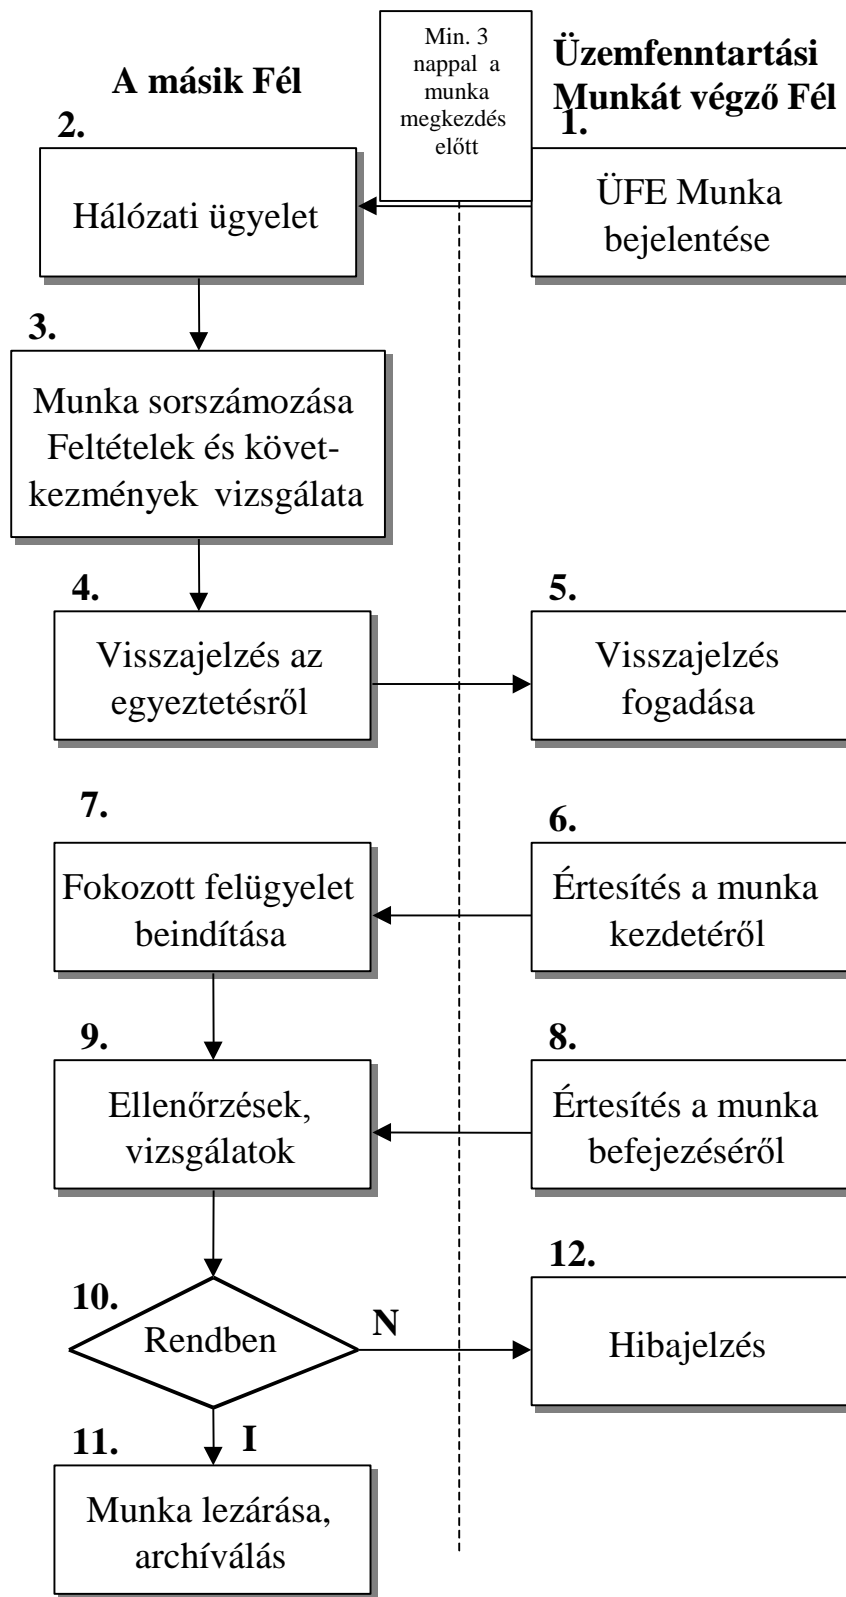 A másik Fél
Min. 3
nappal a
munka
megkezdés
előtt
Üzemfenntartási
Munkát végző Fél
1.
ÜFE Munka
bejelentése
2.
Hálózati ügyelet
3.
Munka sorszámozása
Feltételek és követ-
kezmények vizsgálata
4.
Visszajelzés az
egyeztetésről
5.
Visszajelzés
fogadása
6.
Értesítés a munka
kezdetéről
7.
Fokozott felügyelet
beindítása
8.
Értesítés a munka
befejezéséről
9.
Ellenőrzések,
vizsgálatok
10.
Rendben
N
I
11.
Munka lezárása,
archíválás
12.
Hibajelzés